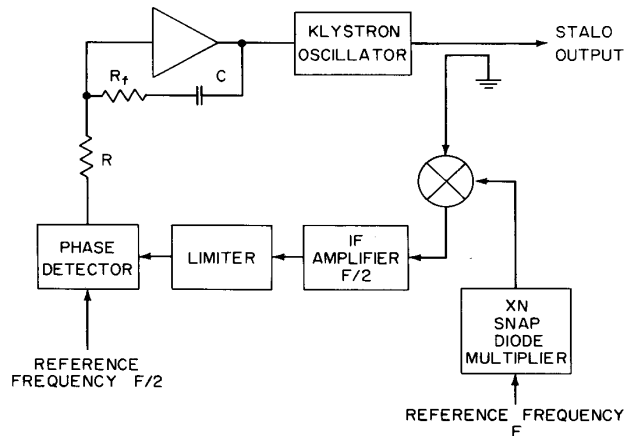 KLYSTRON
OSCILLATOR
STALO
OUTPUT
C
Rf
R
PHASE
DETECTOR
LIMITER
IF
AMPLIFIER
F/2
XN
SNAP
DIODE
MULTIPLIER
REFERENCE
FREQUENCY F/2
REFERENCE FREQUENCY
F